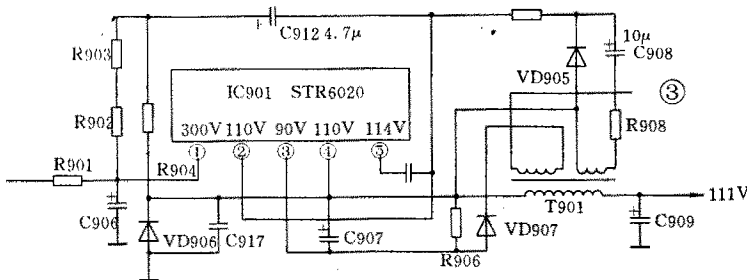 C912 4.7μ
10μ
C908
R903
VD905
IC901 STR6020
③
R902
300V 110V 90V 110V 114V
R908
① ② ③ ④ ⑤
R901
R904
T901
111V
C906
VD906
C917
C907
VD907
C909
R906